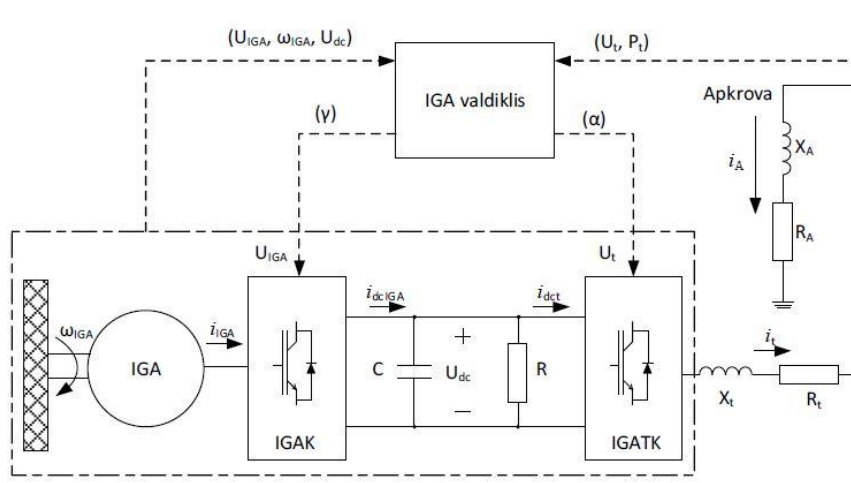 (U_IGA, ω_IGA, U_dc)
IGA valdiklis
(U_t, P_t)
(γ)
(α)
Apkrova
X_A
i_A
R_A
U_IGA
U_t
ω_IGA
IGA
i_IGA
IGAK
i_dcIGA
C
+
U_dc
−
R
i_dct
IGATK
X_t
i_t
R_t